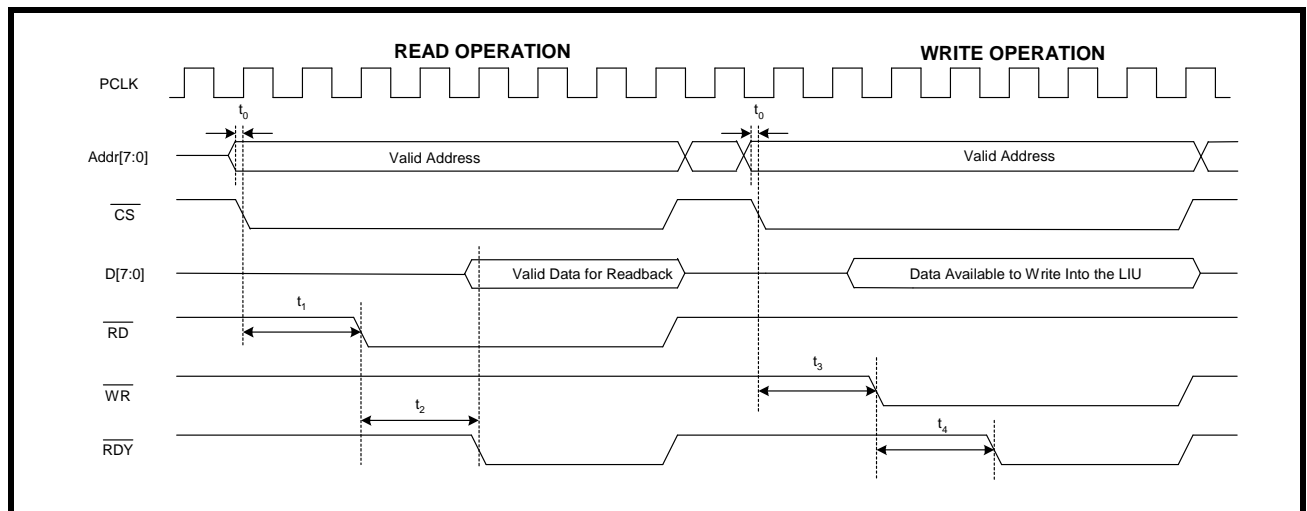 READ OPERATION
WRITE OPERATION
PCLK
t0
t0
Addr[7:0]
Valid Address
Valid Address
CS
D[7:0]
Valid Data for Readback
Data Available to Write Into the LIU
t1
RD
t3
WR
t2
t4
RDY